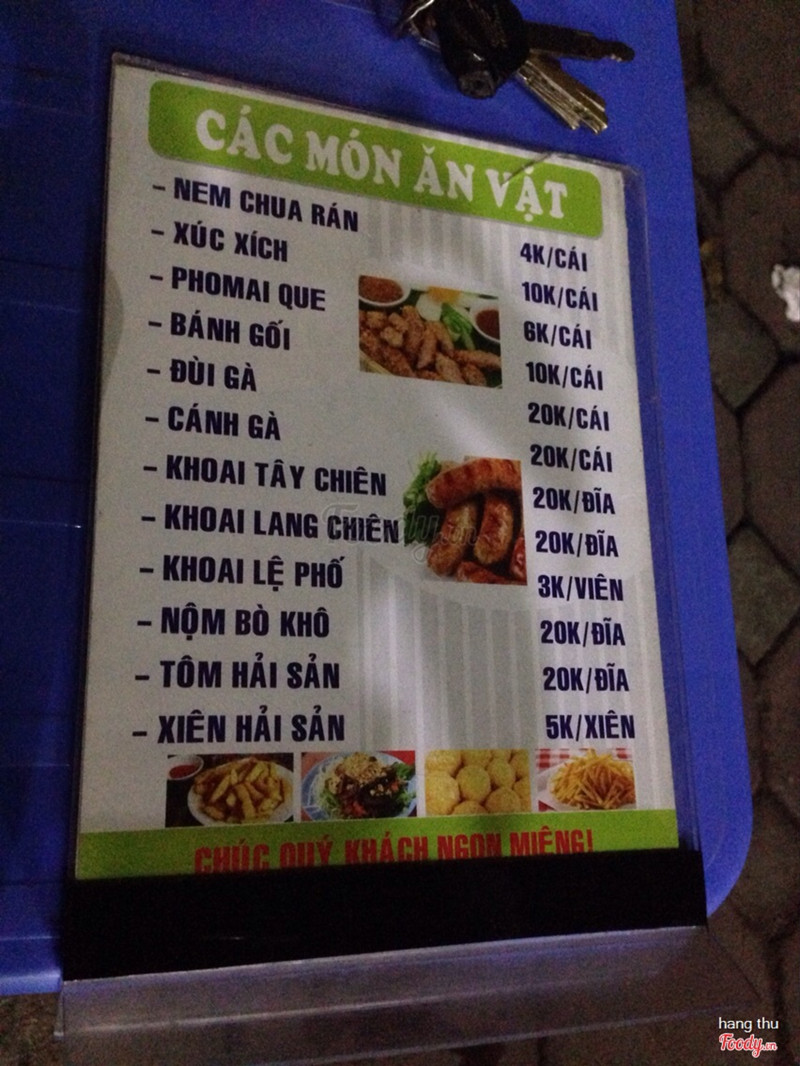 CÁC MÓN ĂN VẶT
- NEM CHUA RÁN 4K/CÁI
- XÚC XÍCH 10K/CÁI
- PHOMAI QUE 6K/CÁI
- BÁNH GỐI 10K/CÁI
- ĐÙI GÀ 20K/CÁI
- CÁNH GÀ 20K/CÁI
- KHOAI TÂY CHIÊN 20K/ĐĨA
- KHOAI LANG CHIÊN 20K/ĐĨA
- KHOAI LỆ PHỐ 3K/VIÊN
- NỘM BÒ KHÔ 20K/ĐĨA
- TÔM HẢI SẢN 20K/ĐĨA
- XIÊN HẢI SẢN 5K/XIÊN
CHÚC QUÝ KHÁCH NGON MIỆNG!
Foody.vn
hang thu
Foody.vn